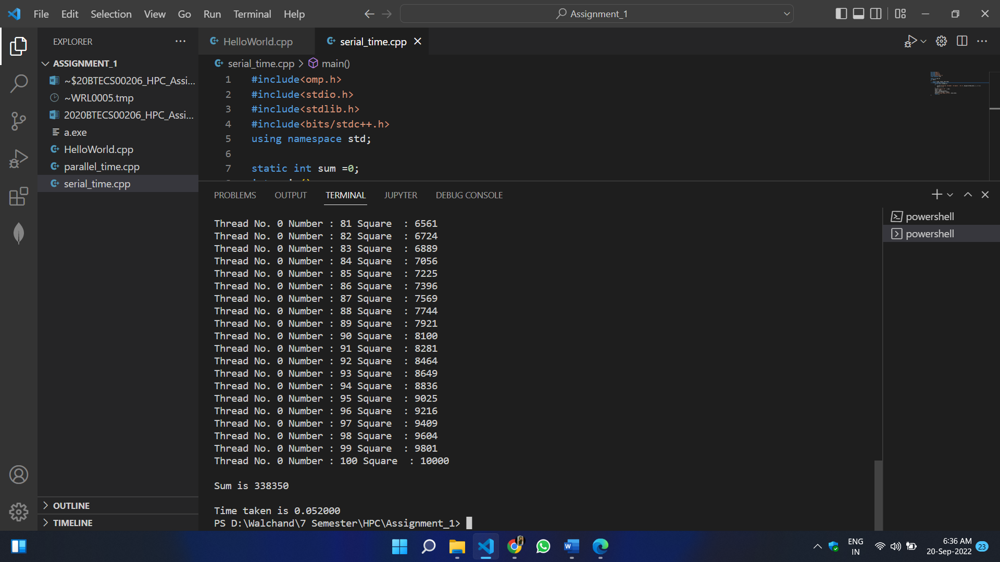 File Edit Selection View Go Run Terminal Help
Assignment_1
EXPLORER
HelloWorld.cpp
serial_time.cpp
ASSIGNMENT_1
~$20BTECS00206_HPC_Assi...
~WRL0005.tmp
2020BTECS00206_HPC_Assi...
a.exe
HelloWorld.cpp
parallel_time.cpp
serial_time.cpp
OUTLINE
TIMELINE
serial_time.cpp > main()
1 #include<omp.h>
2 #include<stdio.h>
3 #include<stdlib.h>
4 #include<bits/stdc++.h>
5 using namespace std;
6
7 static int sum =0;
PROBLEMS OUTPUT TERMINAL JUPYTER DEBUG CONSOLE
powershell
powershell
Thread No. 0 Number : 81 Square  : 6561
Thread No. 0 Number : 82 Square  : 6724
Thread No. 0 Number : 83 Square  : 6889
Thread No. 0 Number : 84 Square  : 7056
Thread No. 0 Number : 85 Square  : 7225
Thread No. 0 Number : 86 Square  : 7396
Thread No. 0 Number : 87 Square  : 7569
Thread No. 0 Number : 88 Square  : 7744
Thread No. 0 Number : 89 Square  : 7921
Thread No. 0 Number : 90 Square  : 8100
Thread No. 0 Number : 91 Square  : 8281
Thread No. 0 Number : 92 Square  : 8464
Thread No. 0 Number : 93 Square  : 8649
Thread No. 0 Number : 94 Square  : 8836
Thread No. 0 Number : 95 Square  : 9025
Thread No. 0 Number : 96 Square  : 9216
Thread No. 0 Number : 97 Square  : 9409
Thread No. 0 Number : 98 Square  : 9604
Thread No. 0 Number : 99 Square  : 9801
Thread No. 0 Number : 100 Square  : 10000
Sum is 338350
Time taken is 0.052000
PS D:\Walchand\7 Semester\HPC\Assignment_1>
ENG
IN
6:36 AM
20-Sep-2022
23